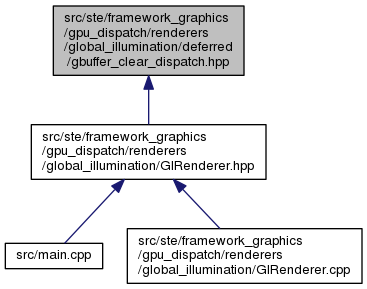 src/ste/framework_graphics
/gpu_dispatch/renderers
/global_illumination/deferred
/gbuffer_clear_dispatch.hpp
src/ste/framework_graphics
/gpu_dispatch/renderers
/global_illumination/GIRenderer.hpp
src/main.cpp
src/ste/framework_graphics
/gpu_dispatch/renderers
/global_illumination/GIRenderer.cpp